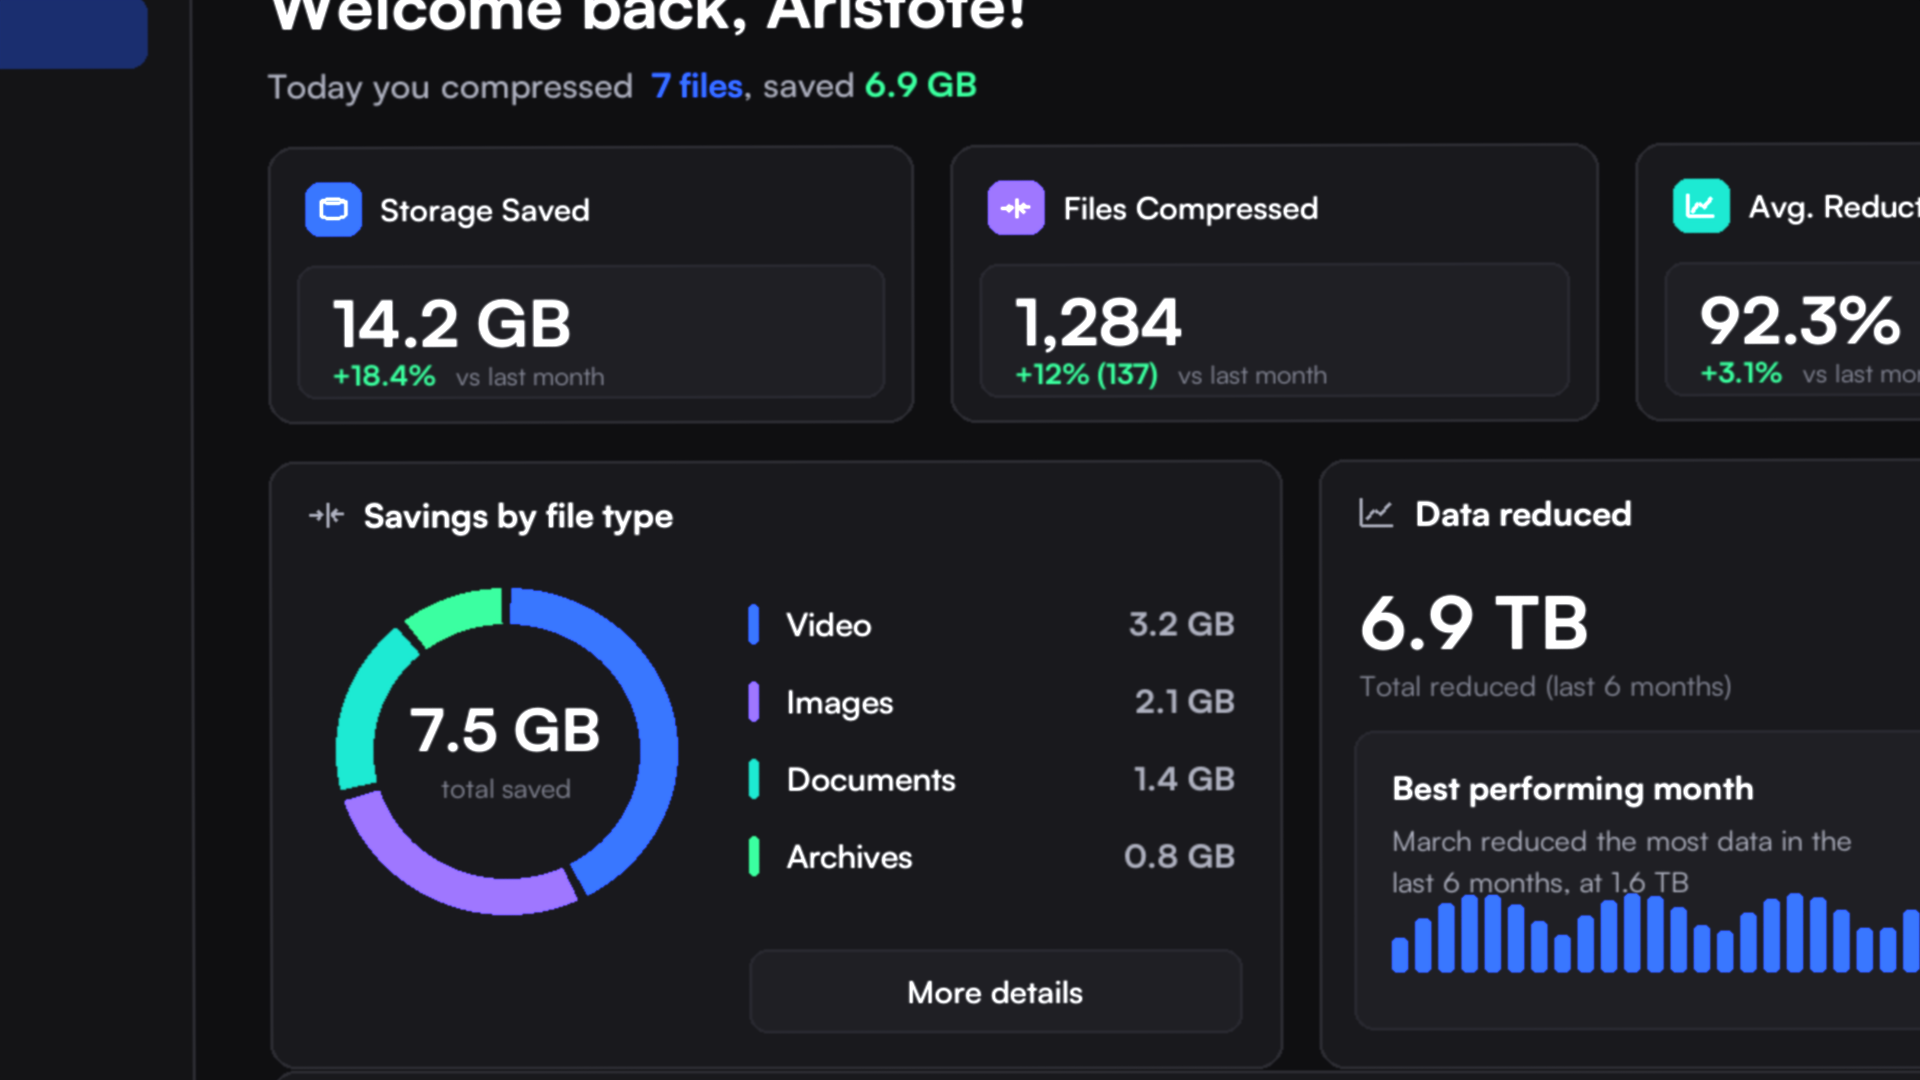 Welcome back, Aristote!
Today you compressed 7 files, saved 6.9 GB
Storage Saved
14.2 GB
+18.4% vs last month
Files Compressed
1,284
+12% (137) vs last month
Avg.
92.3%
+3.1% vs last
Savings by file type
7.5 GB
total saved
Video 3.2 GB
Images 2.1 GB
Documents 1.4 GB
Archives 0.8 GB
More details
Data reduced
6.9 TB
Total reduced (last 6 months)
Best performing month
March reduced the most data in the
last 6 months, at 1.6 TB